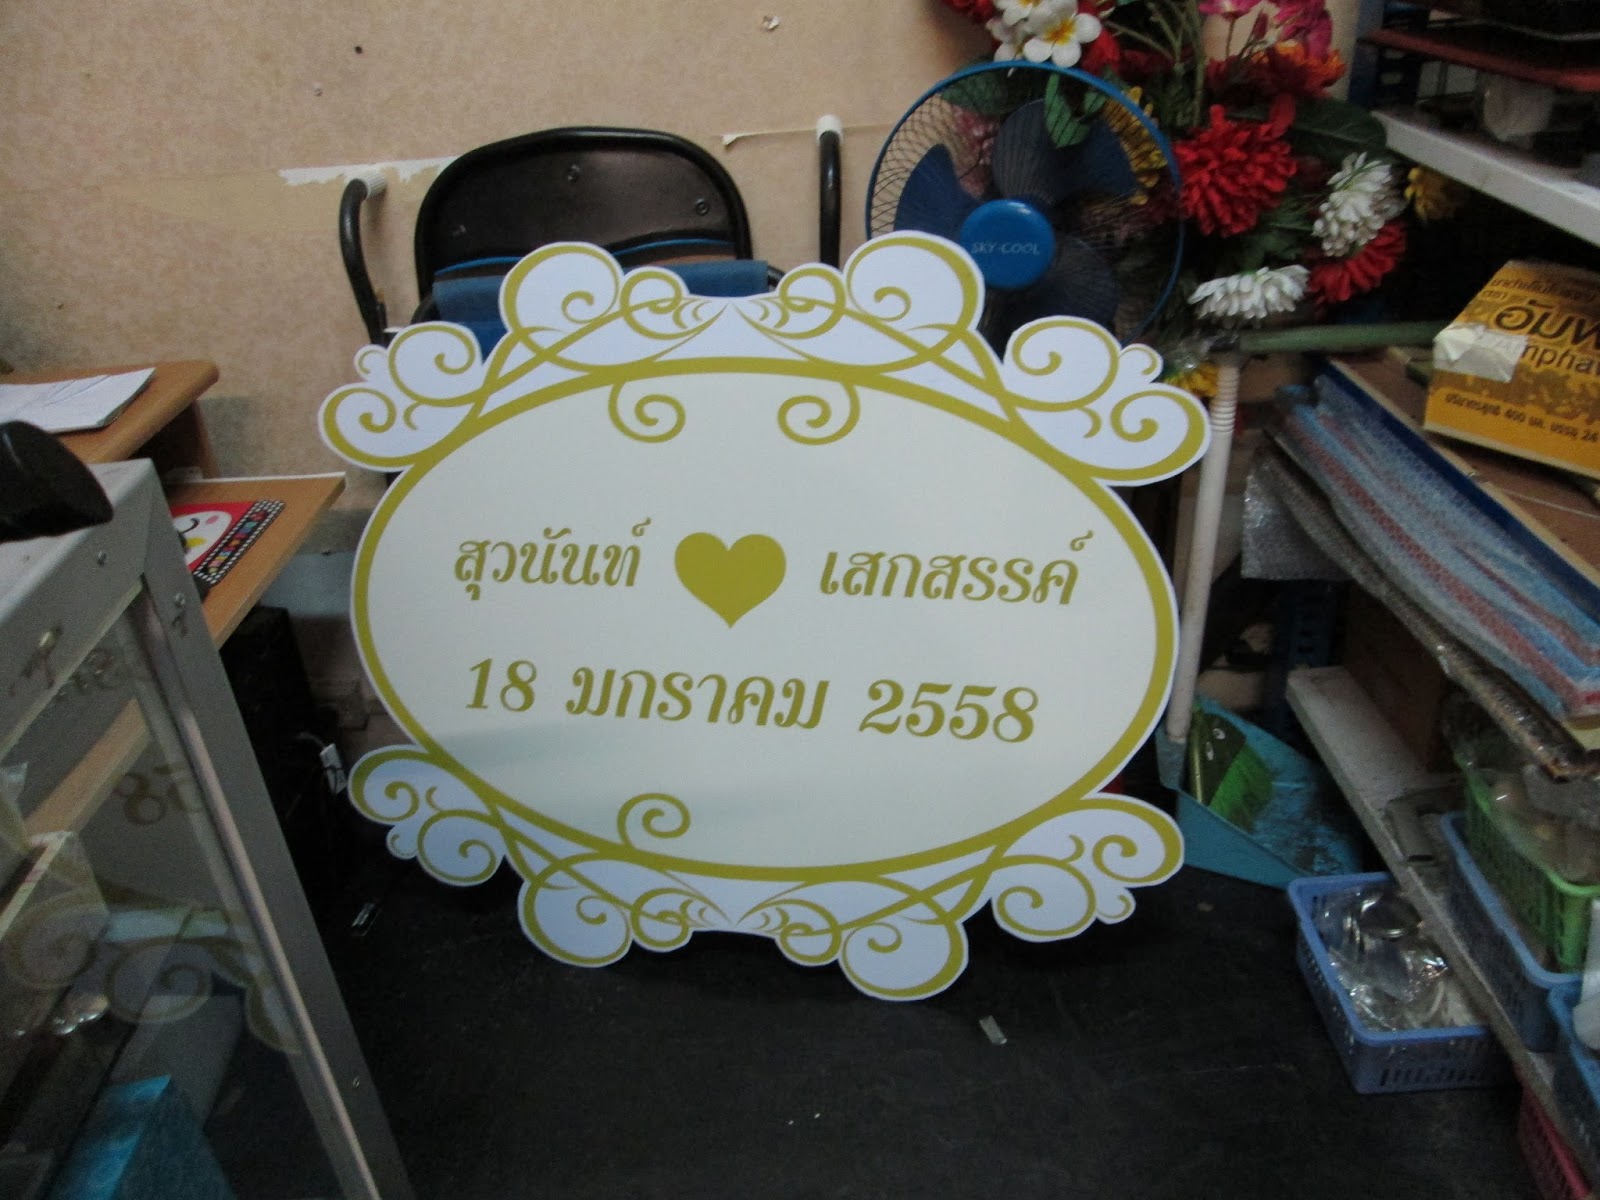 สุวนันท์ เสกสรรค์
18 มกราคม 2558
SKY-COOL